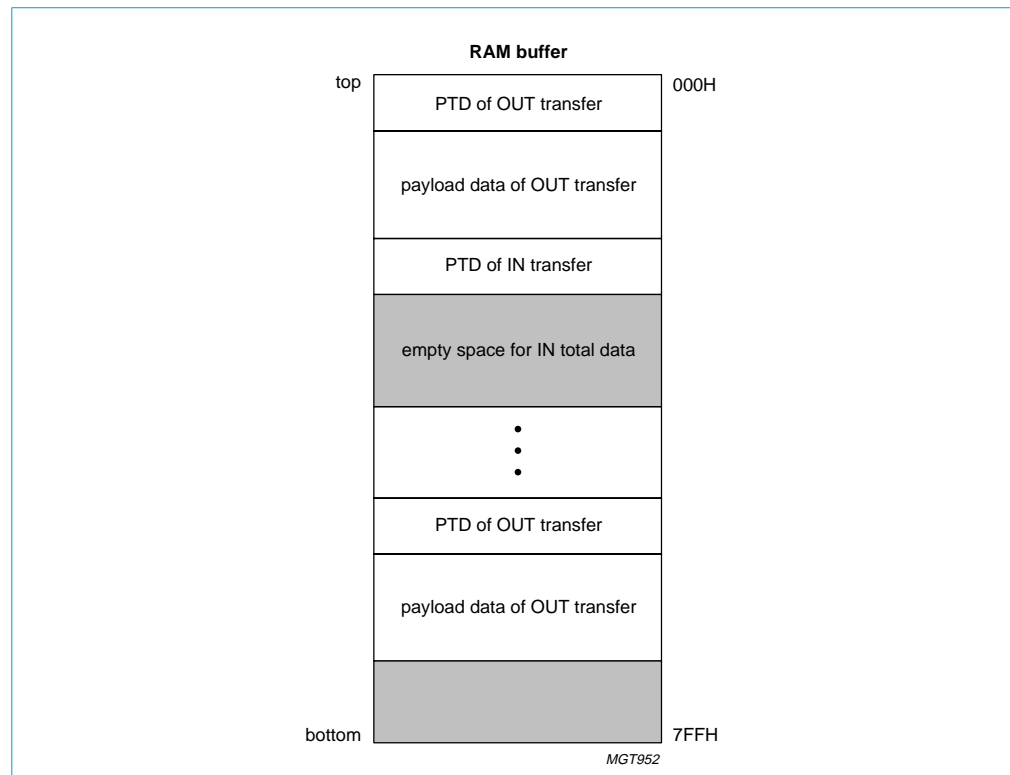 RAM buffer
top
000H
PTD of OUT transfer
payload data of OUT transfer
PTD of IN transfer
empty space for IN total data
PTD of OUT transfer
payload data of OUT transfer
bottom
7FFH
MGT952